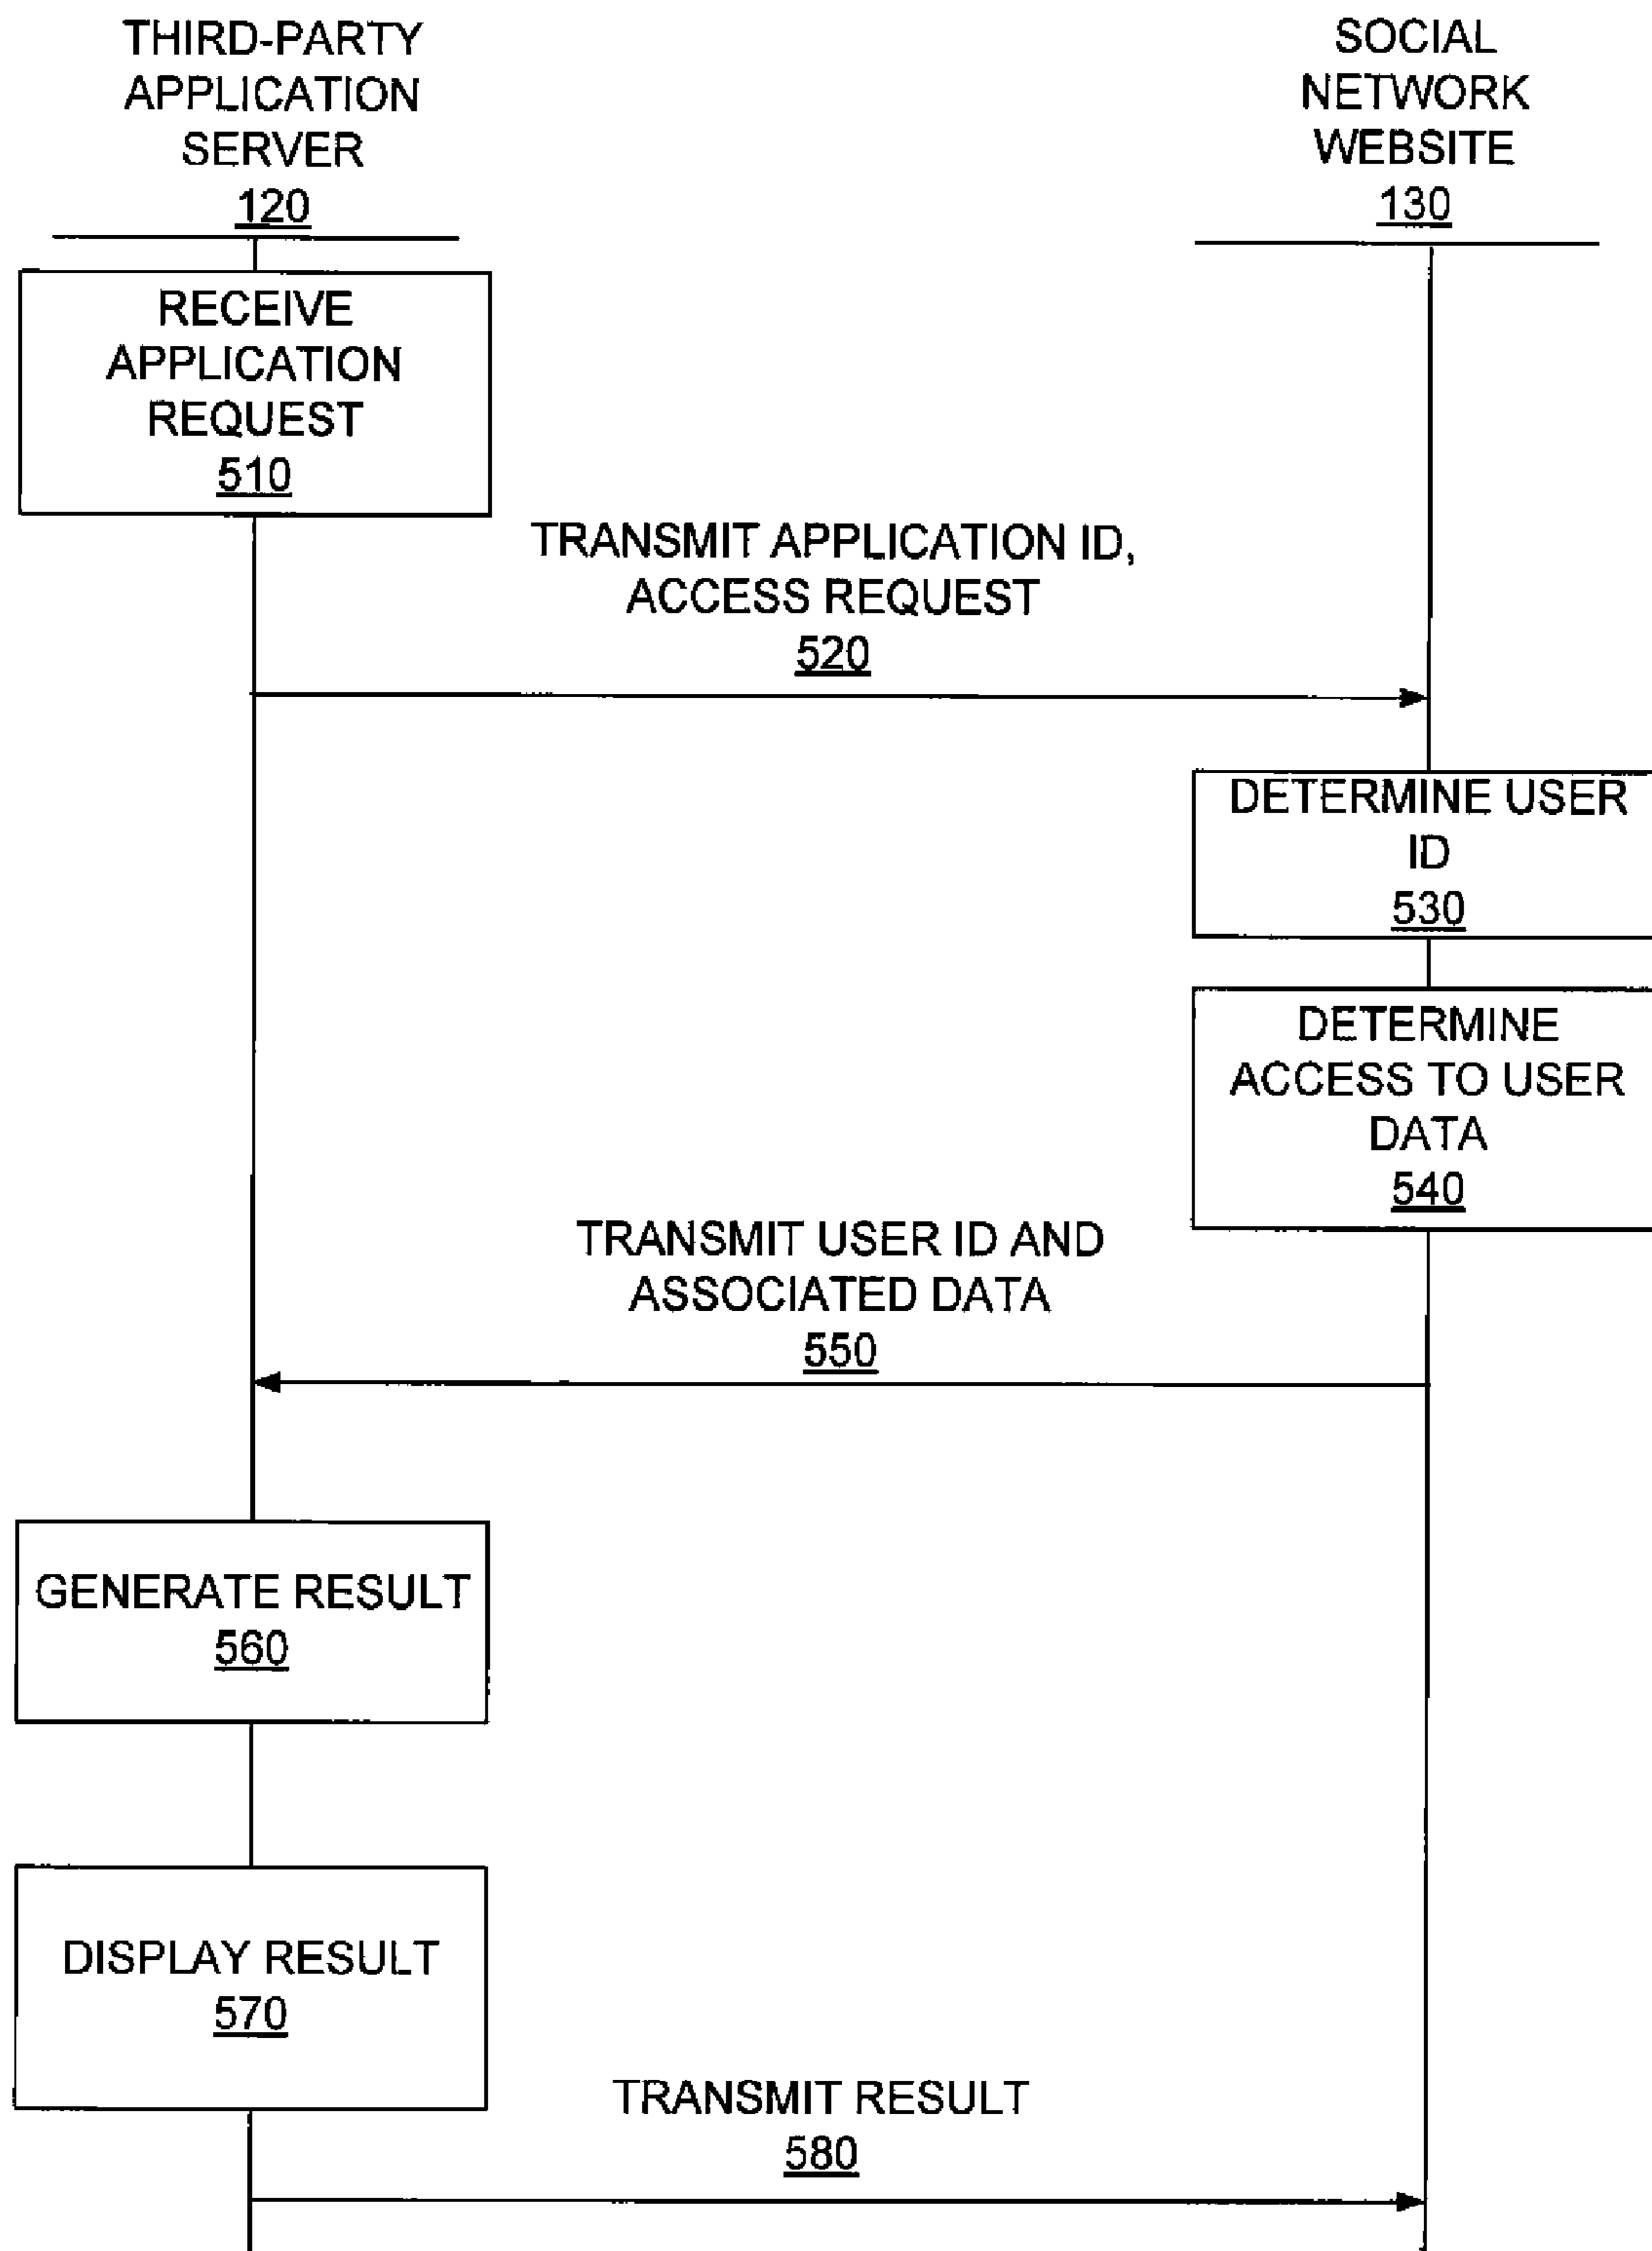 THIRD-PARTY
APPLICATION
SERVER
120
SOCIAL
NETWORK
WEBSITE
130
RECEIVE
APPLICATION
REQUEST
510
TRANSMIT APPLICATION ID,
ACCESS REQUEST
520
DETERMINE USER
ID
530
DETERMINE
ACCESS TO USER
DATA
540
TRANSMIT USER ID AND
ASSOCIATED DATA
550
GENERATE RESULT
560
DISPLAY RESULT
570
TRANSMIT RESULT
580